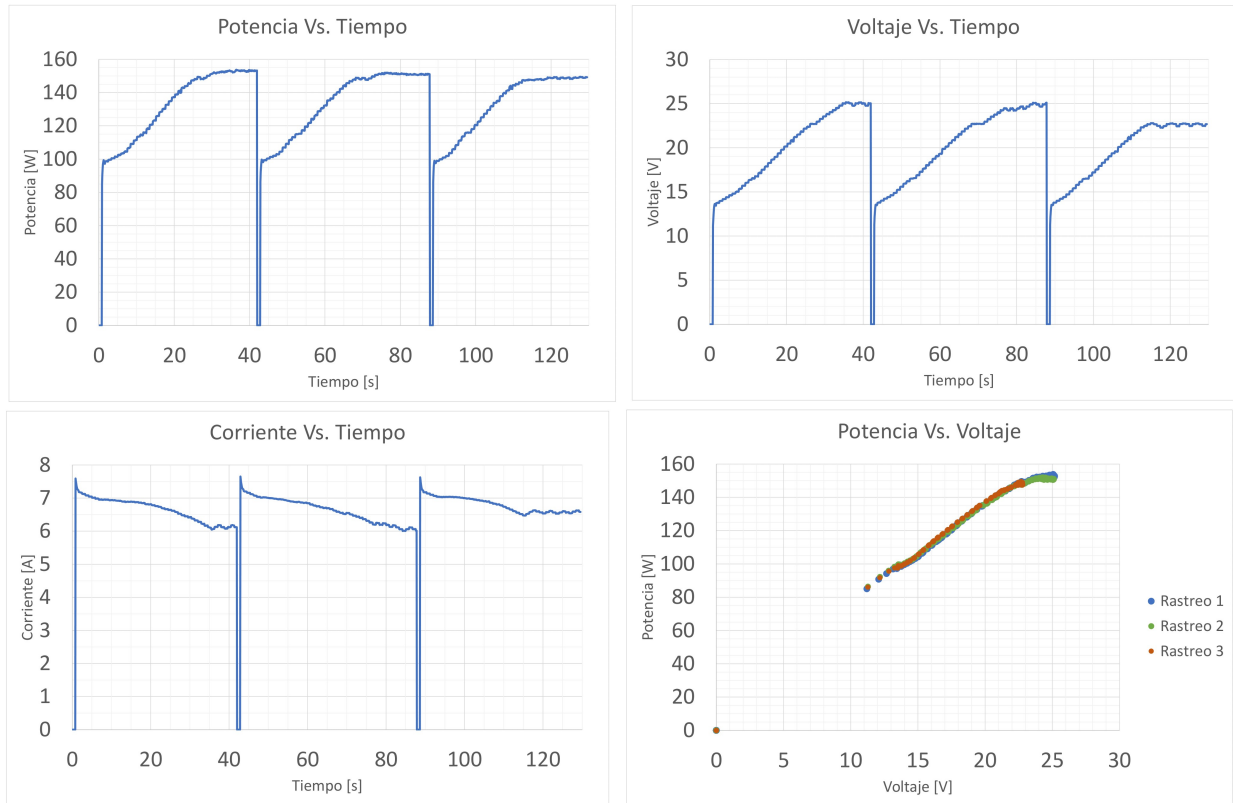 Potencia Vs. Tiempo
160
140
120
100
80
60
40
20
0
Potencia [W]
0 20 40 60 80 100 120
Tiempo [s]
Voltaje Vs. Tiempo
30
25
20
15
10
5
0
Voltaje [V]
0 20 40 60 80 100 120
Tiempo [s]
Corriente Vs. Tiempo
8
7
6
5
4
3
2
1
0
Corriente [A]
0 20 40 60 80 100 120
Tiempo [s]
Potencia Vs. Voltaje
160
140
120
100
80
60
40
20
0
Potencia [W]
0 5 10 15 20 25 30
Voltaje [V]
Rastreo 1
Rastreo 2
Rastreo 3